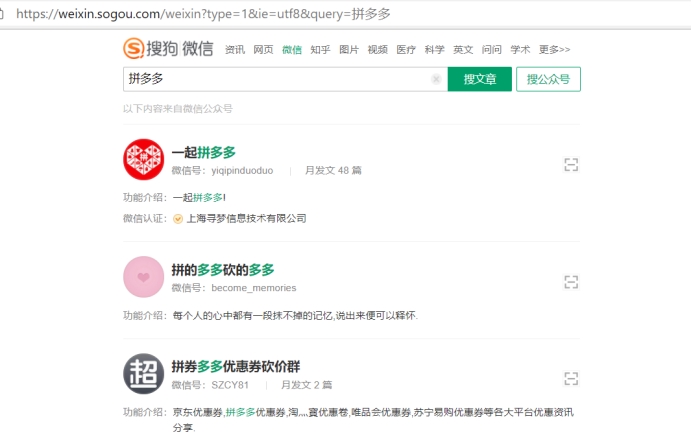 https://weixin.sogou.com/weixin?type=1&ie=utf8&query=拼多多
搜狗 微信 资讯 网页 微信 知乎 图片 视频 医疗 科学 英文 问问 学术 更多>>
拼多多 搜文章 搜公众号
以下内容来自微信公众号
拼
一起拼多多
微信号：yiqipinduoduo 月发文 48 篇
功能介绍：一起拼多多!
微信认证：上海寻梦信息技术有限公司
拼的多多砍的多多
微信号：become_memories
功能介绍：每个人的心中都有一段抹不掉的记忆,说出来便可以释怀.
超
拼券多多优惠券砍价群
微信号：SZCY81 月发文 2 篇
功能介绍：京东优惠券,拼多多优惠券,淘,,,,寶优惠卷,唯品会优惠券,苏宁易购优惠券等各大平台优惠资讯
分享.